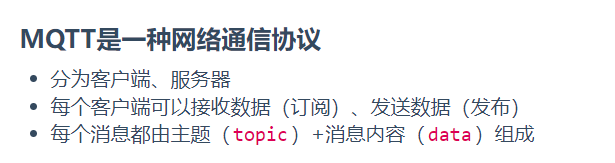 MQTT是一种网络通信协议
分为客户端、服务器
每个客户端可以接收数据（订阅）、发送数据（发布）
每个消息都由主题（topic）+消息内容（data）组成